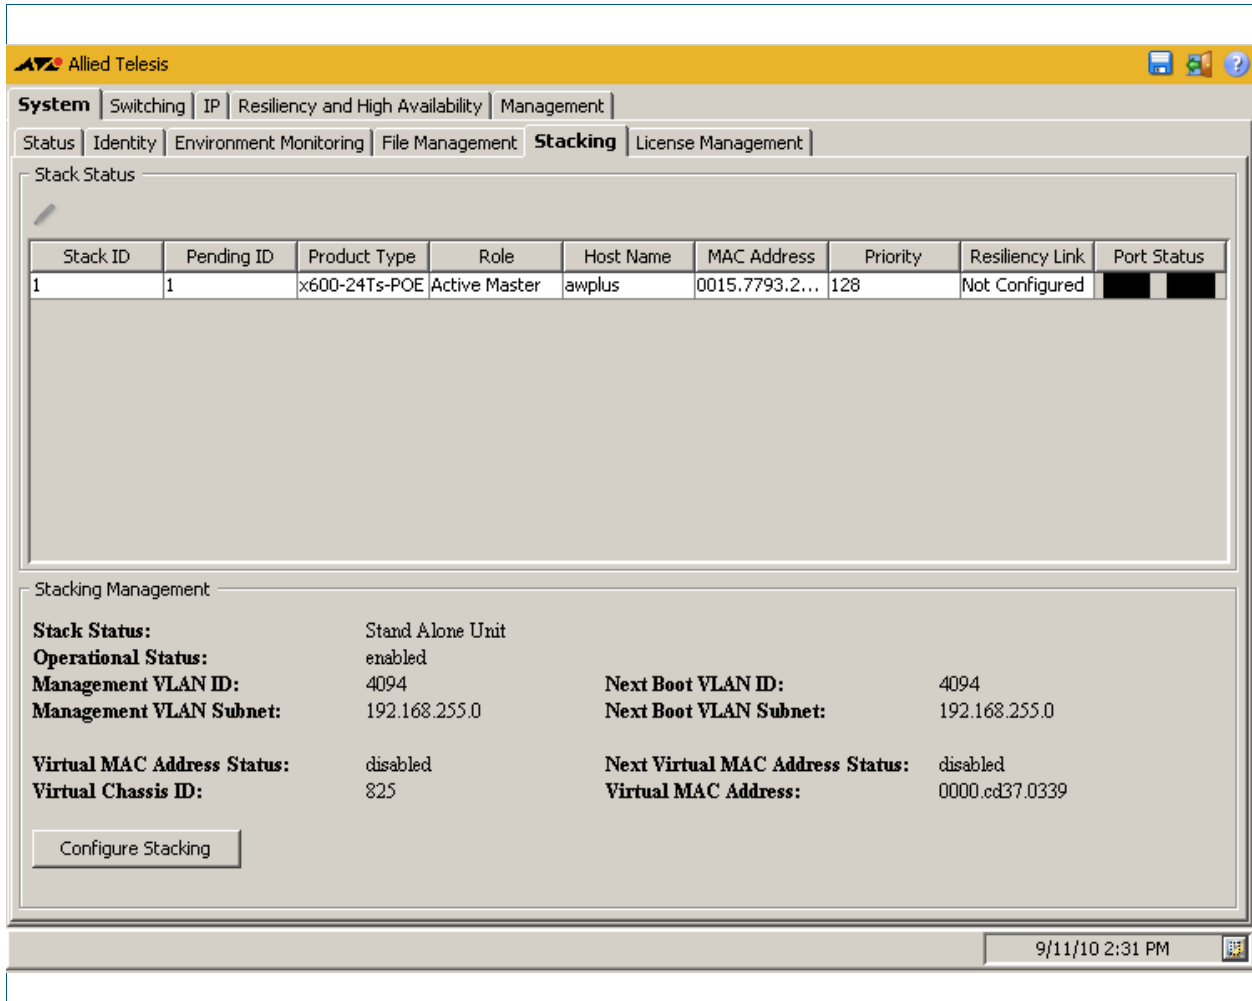 Allied Telesis
System Switching IP Resiliency and High Availability Management
Status Identity Environment Monitoring File Management Stacking License Management
Stack Status
Stack ID Pending ID Product Type Role Host Name MAC Address Priority Resiliency Link Port Status
1 1 x600-24Ts-POE Active Master awplus 0015.7793.2... 128 Not Configured
Stacking Management
Stack Status: Stand Alone Unit
Operational Status: enabled
Management VLAN ID: 4094 Next Boot VLAN ID: 4094
Management VLAN Subnet: 192.168.255.0 Next Boot VLAN Subnet: 192.168.255.0
Virtual MAC Address Status: disabled Next Virtual MAC Address Status: disabled
Virtual Chassis ID: 825 Virtual MAC Address: 0000.cd37.0339
Configure Stacking
9/11/10 2:31 PM